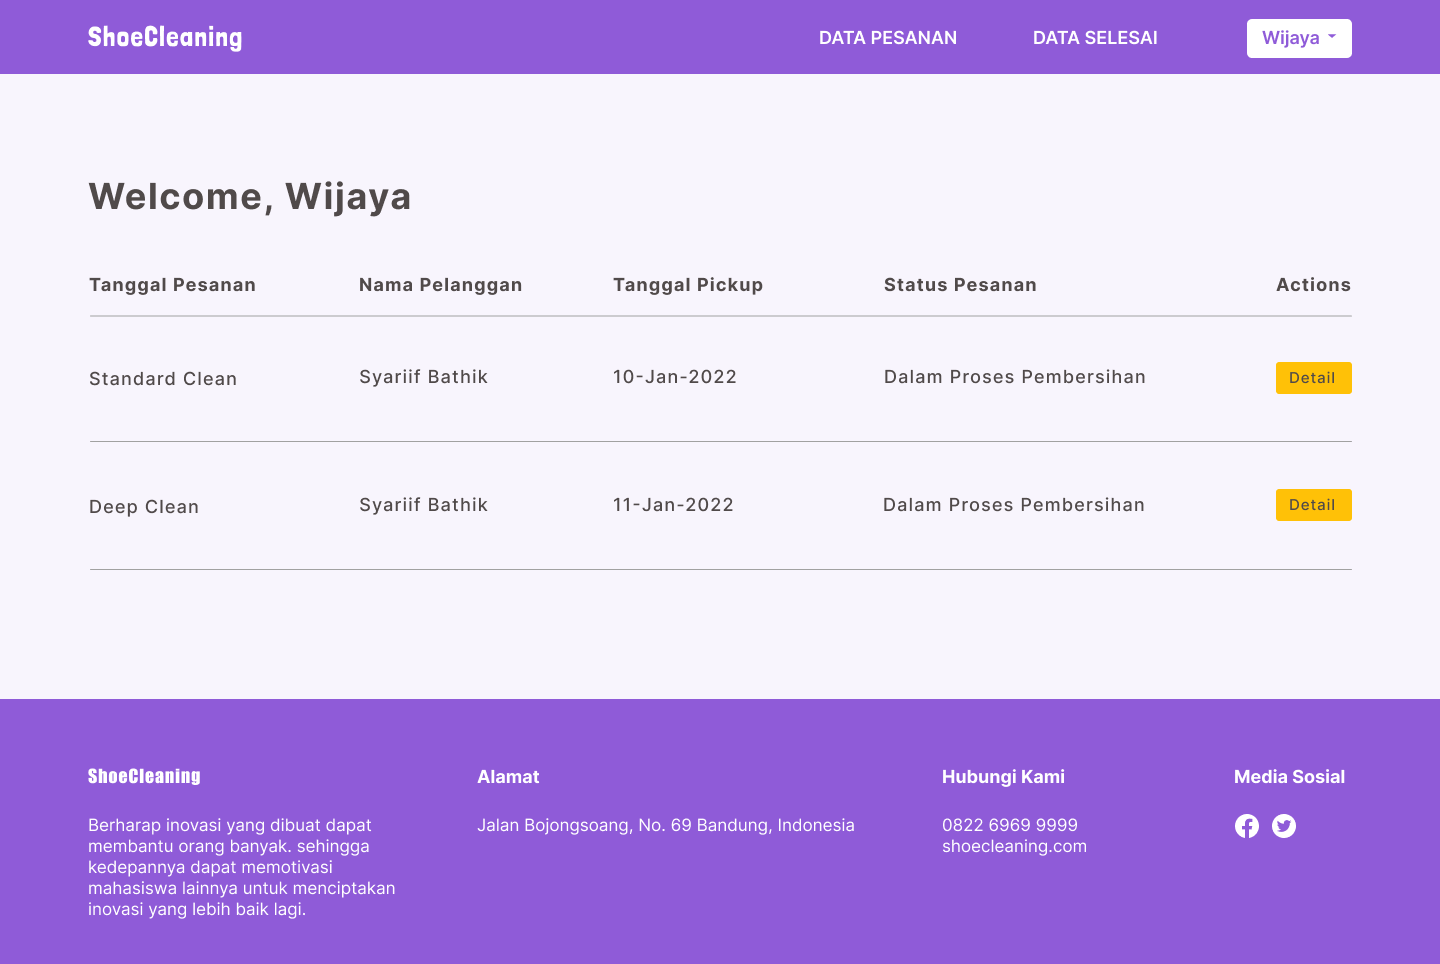 ShoeCleaning
DATA PESANAN
DATA SELESAI
Wijaya
Welcome, Wijaya
Tanggal Pesanan Nama Pelanggan Tanggal Pickup Status Pesanan Actions
Standard Clean Syariif Bathik 10-Jan-2022 Dalam Proses Pembersihan Detail
Deep Clean Syariif Bathik 11-Jan-2022 Dalam Proses Pembersihan Detail
ShoeCleaning
Berharap inovasi yang dibuat dapat
membantu orang banyak. sehingga
kedepannya dapat memotivasi
mahasiswa lainnya untuk menciptakan
inovasi yang lebih baik lagi.
Alamat
Jalan Bojongsoang, No. 69 Bandung, Indonesia
Hubungi Kami
0822 6969 9999
shoecleaning.com
Media Sosial